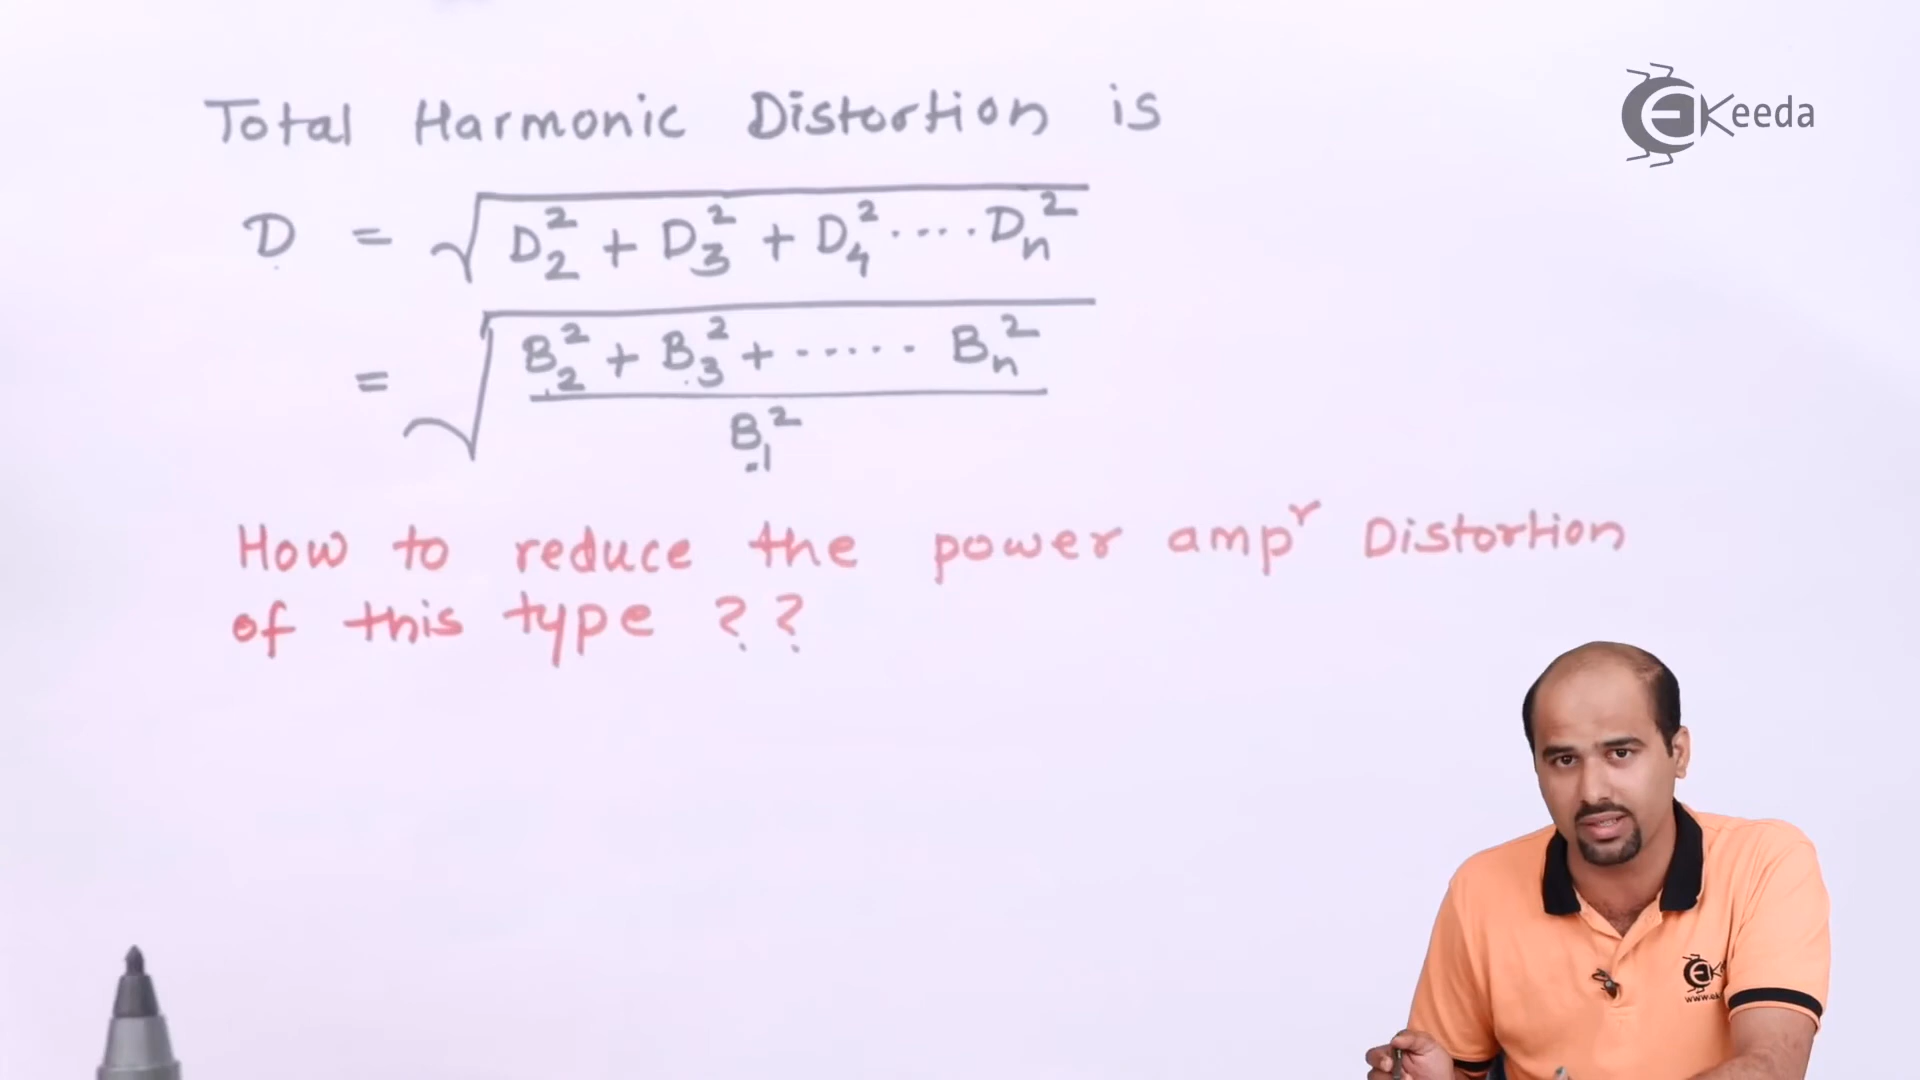 Total Harmonic Distortion is
EKeeda
D = √(D₂² + D₃² + D₄² ····· Dₙ²)
= √((B₂² + B₃² + ······ Bₙ²) / B₁²)
How to reduce the power ampʳ Distortion
of this type ??